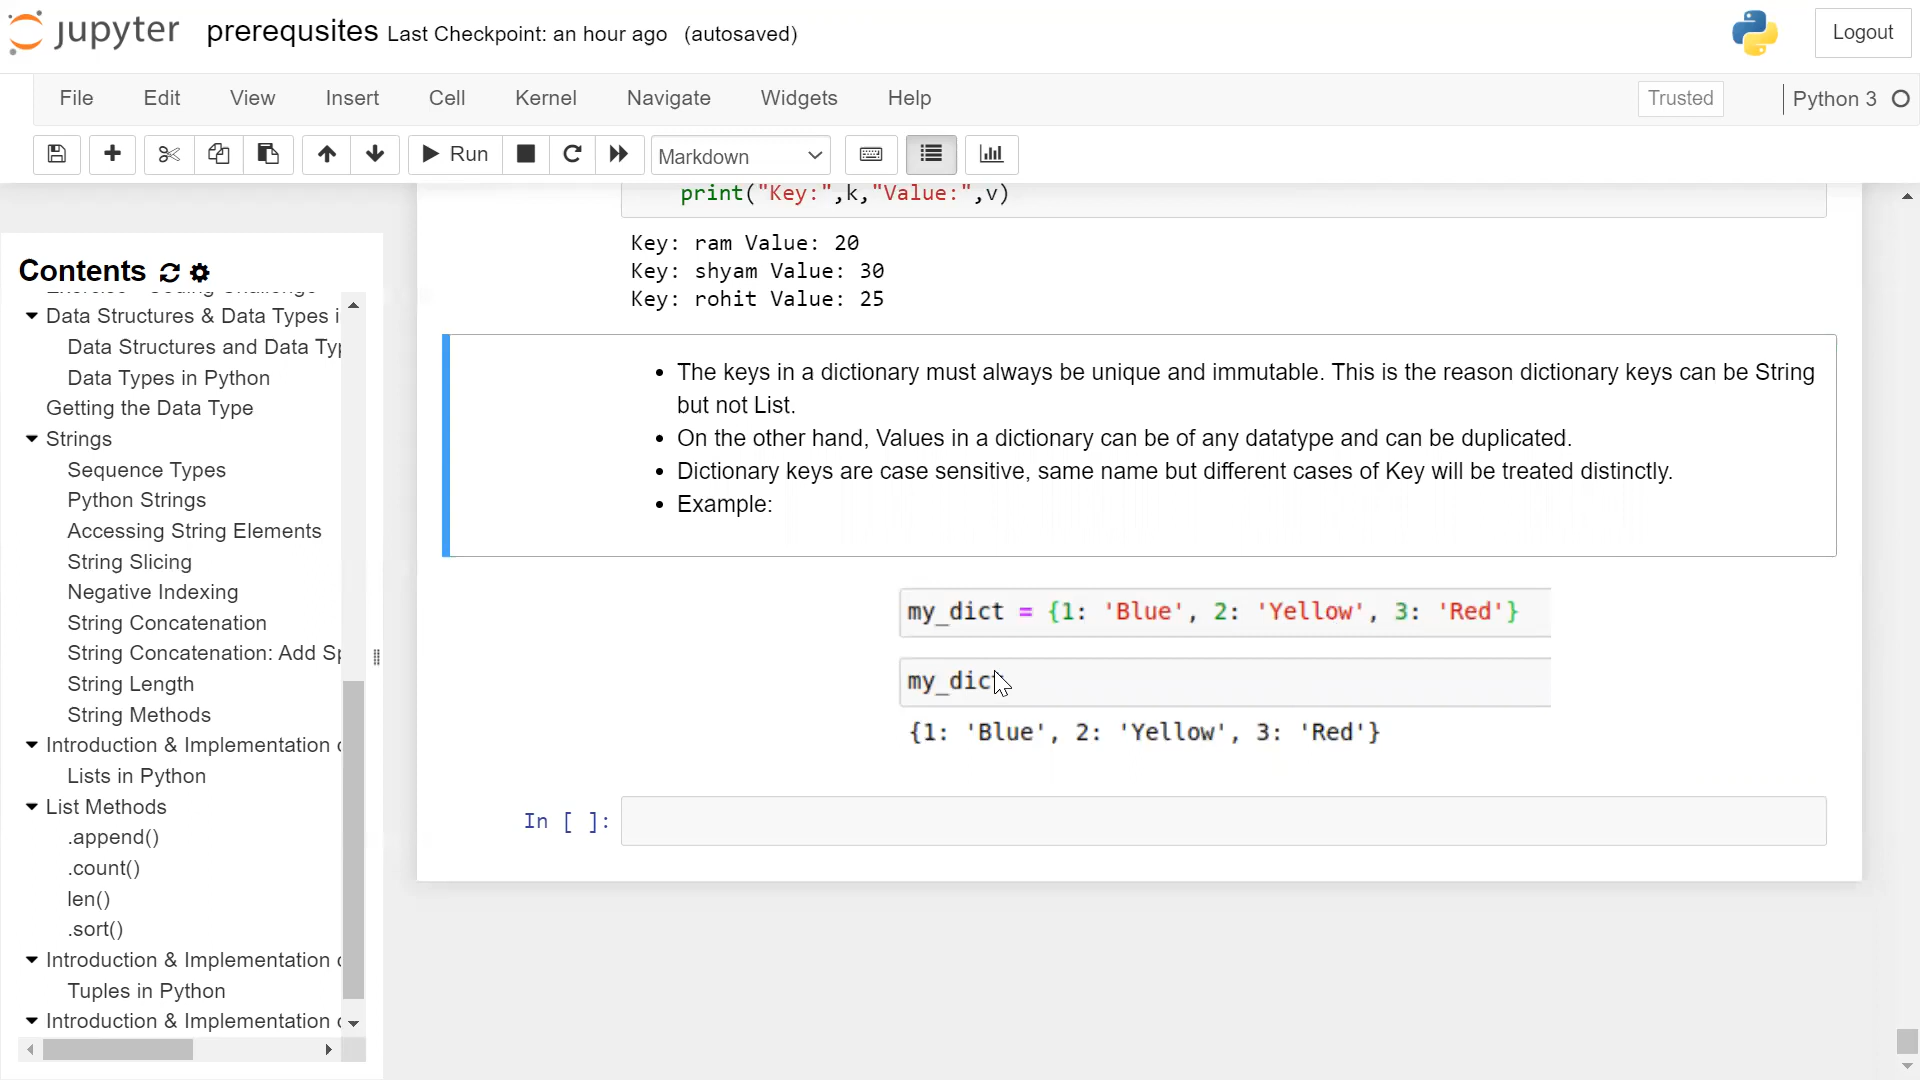 jupyter prerequsites Last Checkpoint: an hour ago (autosaved) Logout
File Edit View Insert Cell Kernel Navigate Widgets Help Trusted Python 3
Run Markdown
print("Key:",k,"Value:",v)
Key: ram Value: 20
Key: shyam Value: 30
Key: rohit Value: 25
Contents
Data Structures & Data Types i
Data Structures and Data Typ
Data Types in Python
Getting the Data Type
Strings
Sequence Types
Python Strings
Accessing String Elements
String Slicing
Negative Indexing
String Concatenation
String Concatenation: Add Sp
String Length
String Methods
Introduction & Implementation
Lists in Python
List Methods
.append()
.count()
len()
.sort()
Introduction & Implementation
Tuples in Python
Introduction & Implementation
• The keys in a dictionary must always be unique and immutable. This is the reason dictionary keys can be String
but not List.
• On the other hand, Values in a dictionary can be of any datatype and can be duplicated.
• Dictionary keys are case sensitive, same name but different cases of Key will be treated distinctly.
• Example:
my_dict = {1: 'Blue', 2: 'Yellow', 3: 'Red'}
my_dict
{1: 'Blue', 2: 'Yellow', 3: 'Red'}
In [ ]: